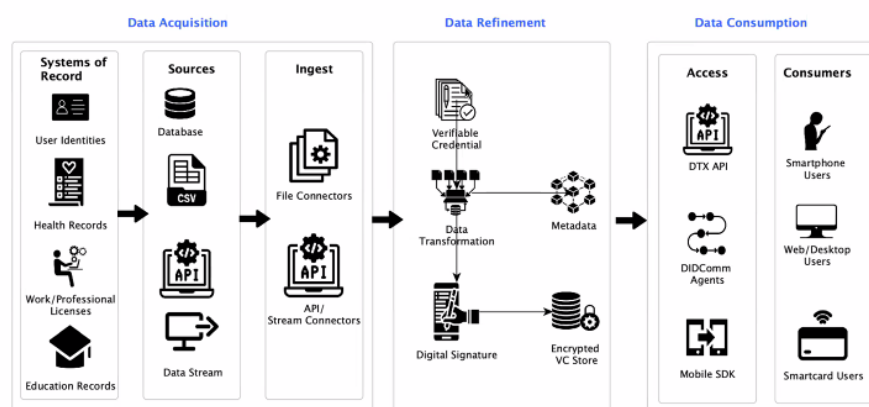 Data Acquisition
Data Refinement
Data Consumption
Systems of
Record
User Identities
Health Records
Work/Professional
Licenses
Education Records
Sources
Database
CSV
API
Data Stream
Ingest
File Connectors
API
API/
Stream Connectors
Verifiable
Credential
Data
Transformation
Metadata
Digital Signature
Encrypted
VC Store
Access
API
DTX API
DIDComm
Agents
Mobile SDK
Consumers
Smartphone
Users
Web/Desktop
Users
Smartcard Users